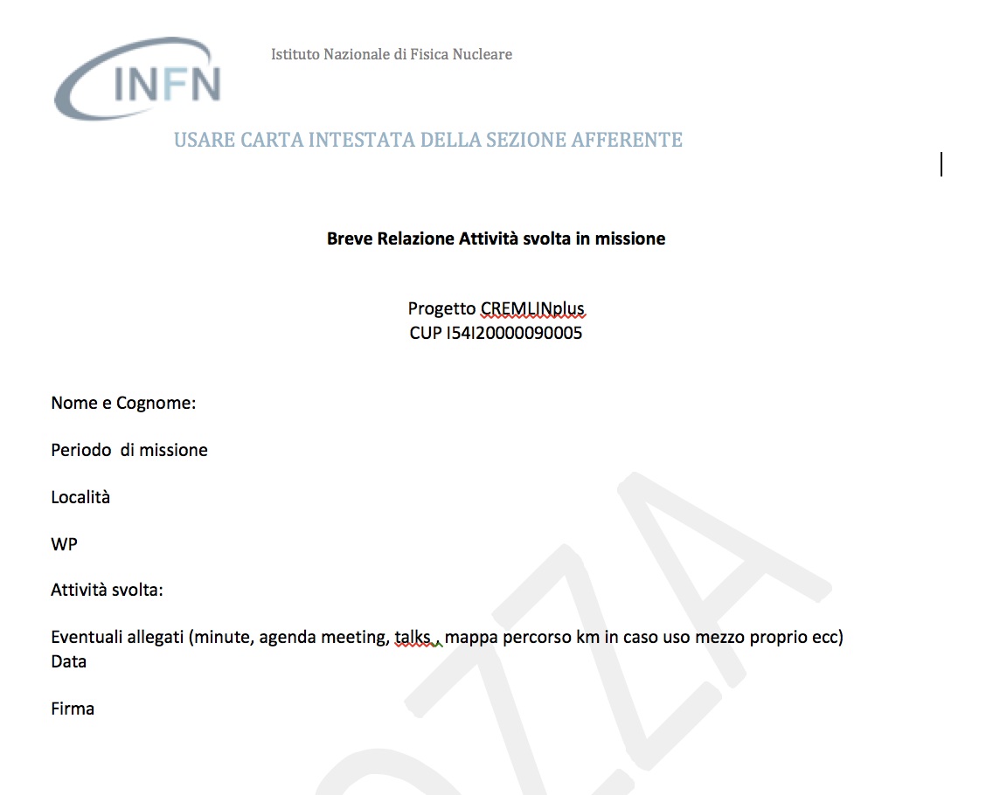 INFN
Istituto Nazionale di Fisica Nucleare
USARE CARTA INTESTATA DELLA SEZIONE AFFERENTE
Breve Relazione Attività svolta in missione
Progetto CREMLINplus
CUP I54I20000090005
Nome e Cognome:
Periodo  di missione
Località
WP
Attività svolta:
Eventuali allegati (minute, agenda meeting, talks , mappa percorso km in caso uso mezzo proprio ecc)
Data
Firma
OZZA